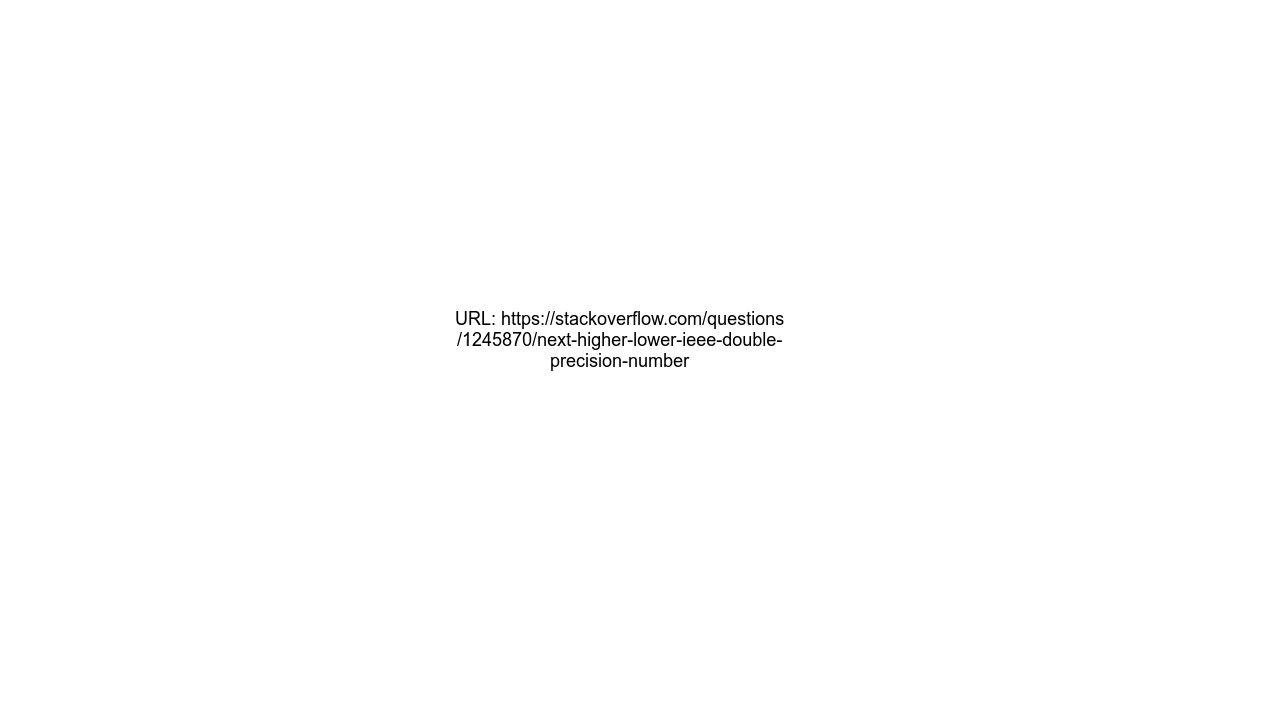 URL: https://stackoverflow.com/questions
/1245870/next-higher-lower-ieee-double-
precision-number